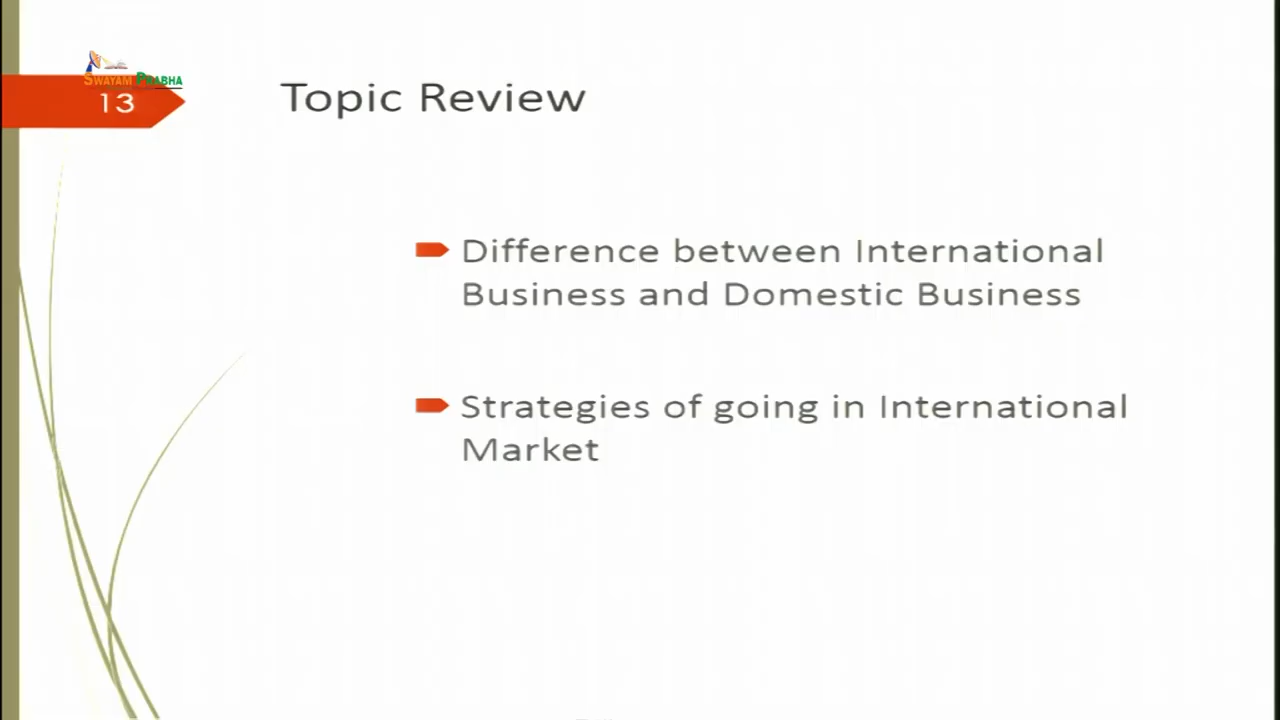 SWAYAM PRABHA
13
Topic Review
Difference between International
Business and Domestic Business
Strategies of going in International
Market